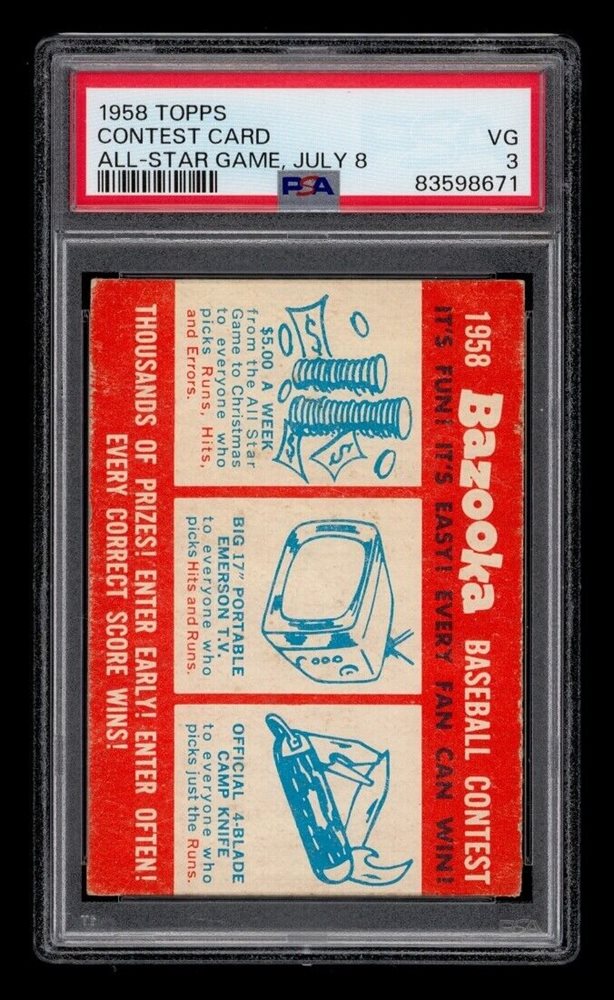 1958 TOPPS
CONTEST CARD
ALL-STAR GAME, JULY 8
VG
3
PSA
83598671
1958 Bazooka BASEBALL CONTEST
IT'S FUN! IT'S EASY! EVERY FAN CAN WIN!
$5.00 A WEEK
from the All Star
Game to Christmas
to everyone who
picks Runs, Hits,
and Errors.
BIG 17" PORTABLE
EMERSON T.V.
to everyone who
picks Hits and Runs.
OFFICIAL 4-BLADE
CAMP KNIFE
to everyone who
picks just the Runs.
THOUSANDS OF PRIZES! ENTER EARLY! ENTER OFTEN!
EVERY CORRECT SCORE WINS!
PSA